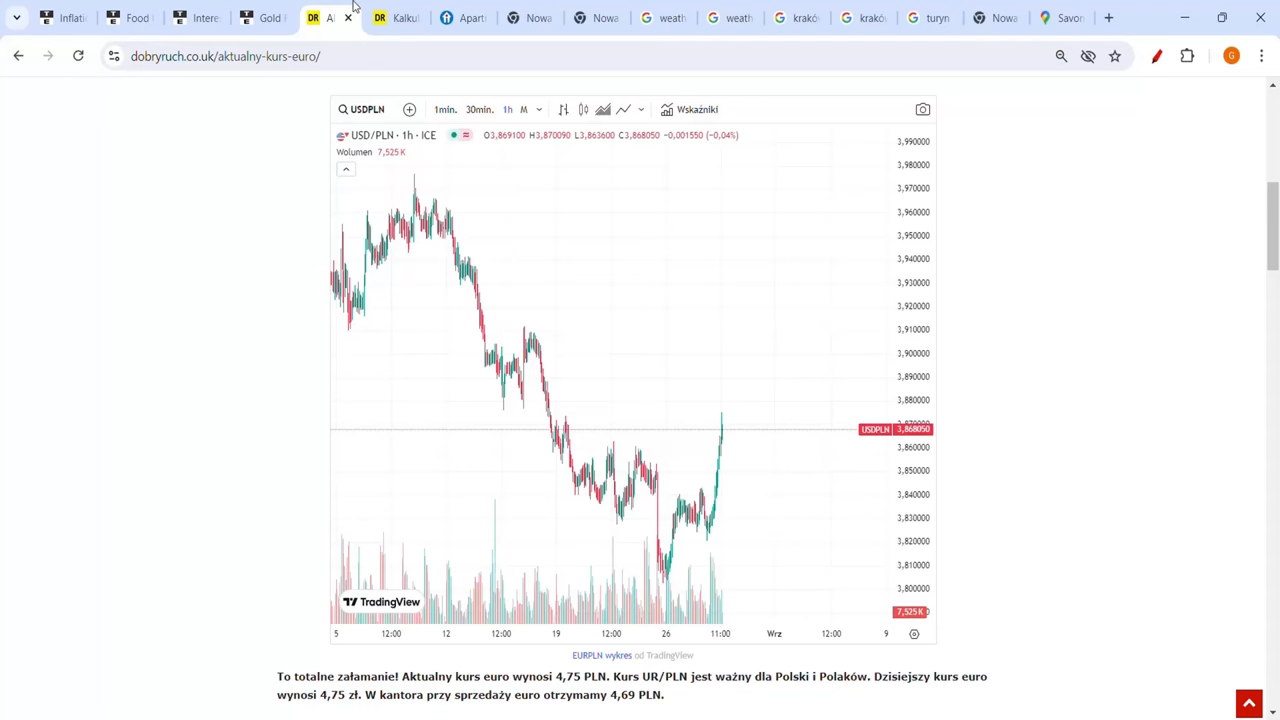 Inflati
Food I
Intere
Gold P
Kalkul
Apart
Nowa
Nowa
weath
weath
krakó
krakó
turyn
Nowa
Savon
dobryruch.co.uk/aktualny-kurs-euro/
G
USDPLN
1min. 30min. 1h M
Wskaźniki
USD/PLN · 1h · ICE
O3,869100 H3,870090 L3,863600 C3,868050 −0,001550 (−0,04%)
Wolumen 7,525 K
3,990000
3,980000
3,970000
3,960000
3,950000
3,940000
3,930000
3,920000
3,910000
3,900000
3,890000
3,880000
USDPLN 3,868050
3,860000
3,850000
3,840000
3,830000
3,820000
3,810000
3,800000
7,525 K
TradingView
5 12:00 12 12:00 19 12:00 26 11:00 Wrz 12:00 9
EURPLN wykres od TradingView
To totalne załamanie! Aktualny kurs euro wynosi 4,75 PLN. Kurs UR/PLN jest ważny dla Polski i Polaków. Dzisiejszy kurs euro
wynosi 4,75 zł. W kantora przy sprzedaży euro otrzymamy 4,69 PLN.